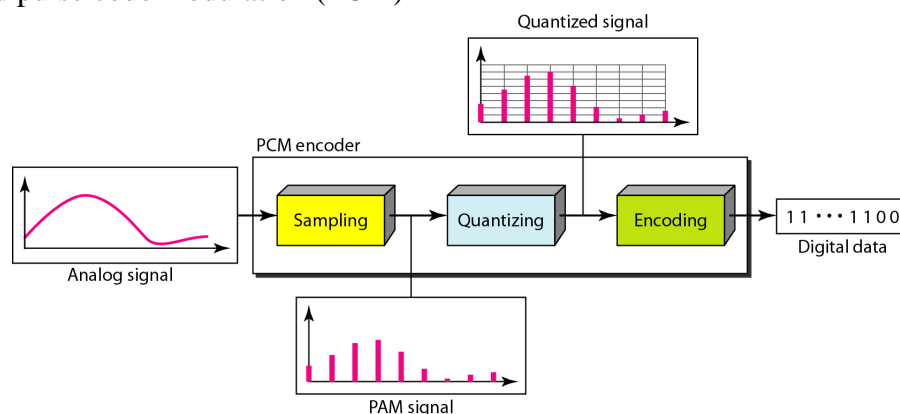 Quantized signal
PCM encoder
Sampling
Quantizing
Encoding
11 ••• 1100
Digital data
Analog signal
PAM signal